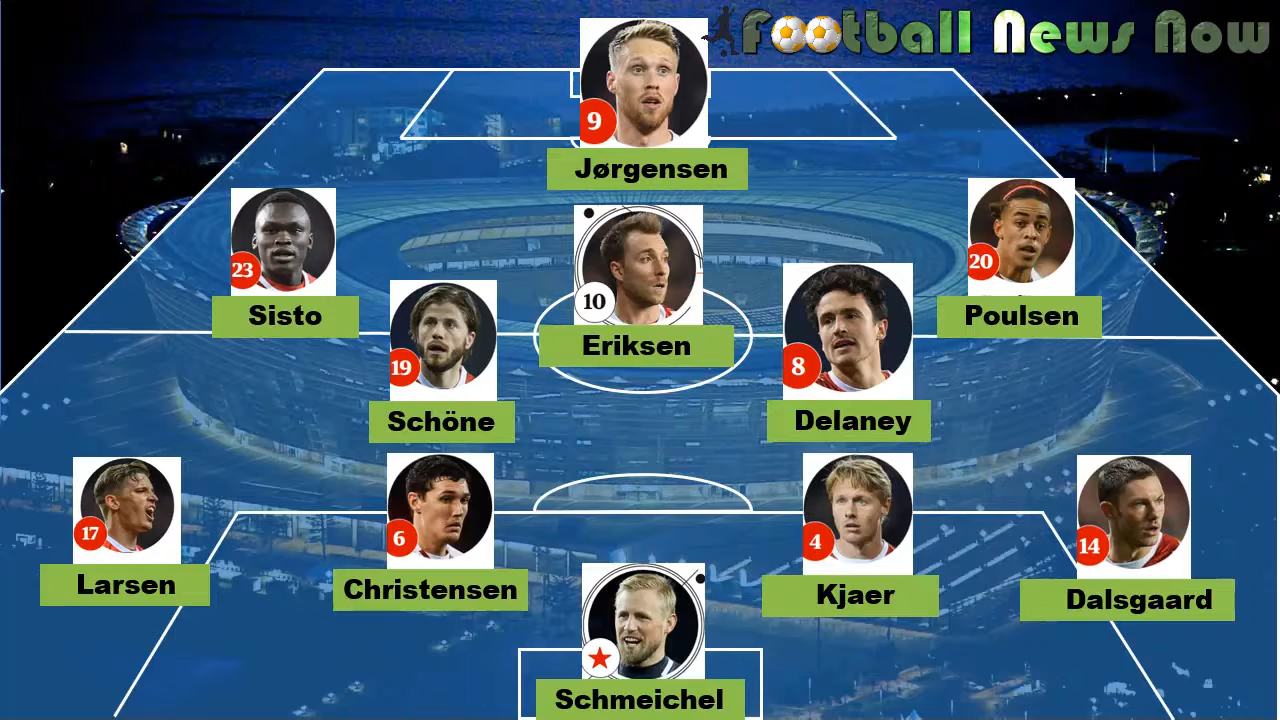 Football News Now
9
Jørgensen
23
Sisto
10
Eriksen
20
Poulsen
19
Schöne
8
Delaney
17
Larsen
6
Christensen
4
Kjaer
14
Dalsgaard
Schmeichel